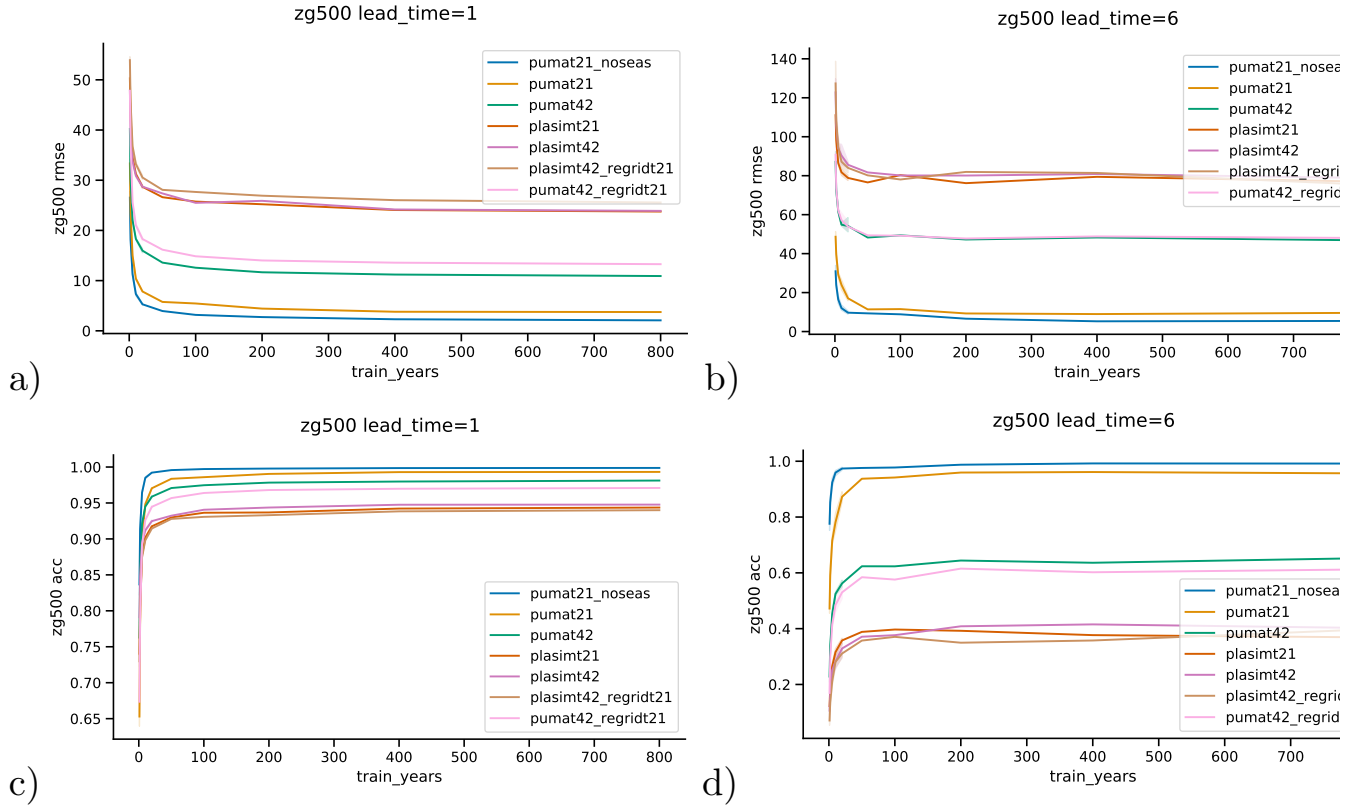 zg500 lead_time=1
zg500 rmse
50
40
30
20
10
0
0 100 200 300 400 500 600 700 800
train_years
pumat21_noseas
pumat21
pumat42
plasimt21
plasimt42
plasimt42_regridt21
pumat42_regridt21
a)
zg500 lead_time=6
zg500 rmse
140
120
100
80
60
40
20
0
0 100 200 300 400 500 600 700
train_years
pumat21_nosea
pumat21
pumat42
plasimt21
plasimt42
plasimt42_regri
pumat42_regrid
b)
zg500 lead_time=1
zg500 acc
1.00
0.95
0.90
0.85
0.80
0.75
0.70
0.65
0 100 200 300 400 500 600 700 800
train_years
pumat21_noseas
pumat21
pumat42
plasimt21
plasimt42
plasimt42_regridt21
pumat42_regridt21
c)
zg500 lead_time=6
zg500 acc
1.0
0.8
0.6
0.4
0.2
0 100 200 300 400 500 600 700
train_years
pumat21_nosea
pumat21
pumat42
plasimt21
plasimt42
plasimt42_regrid
pumat42_regrid
d)